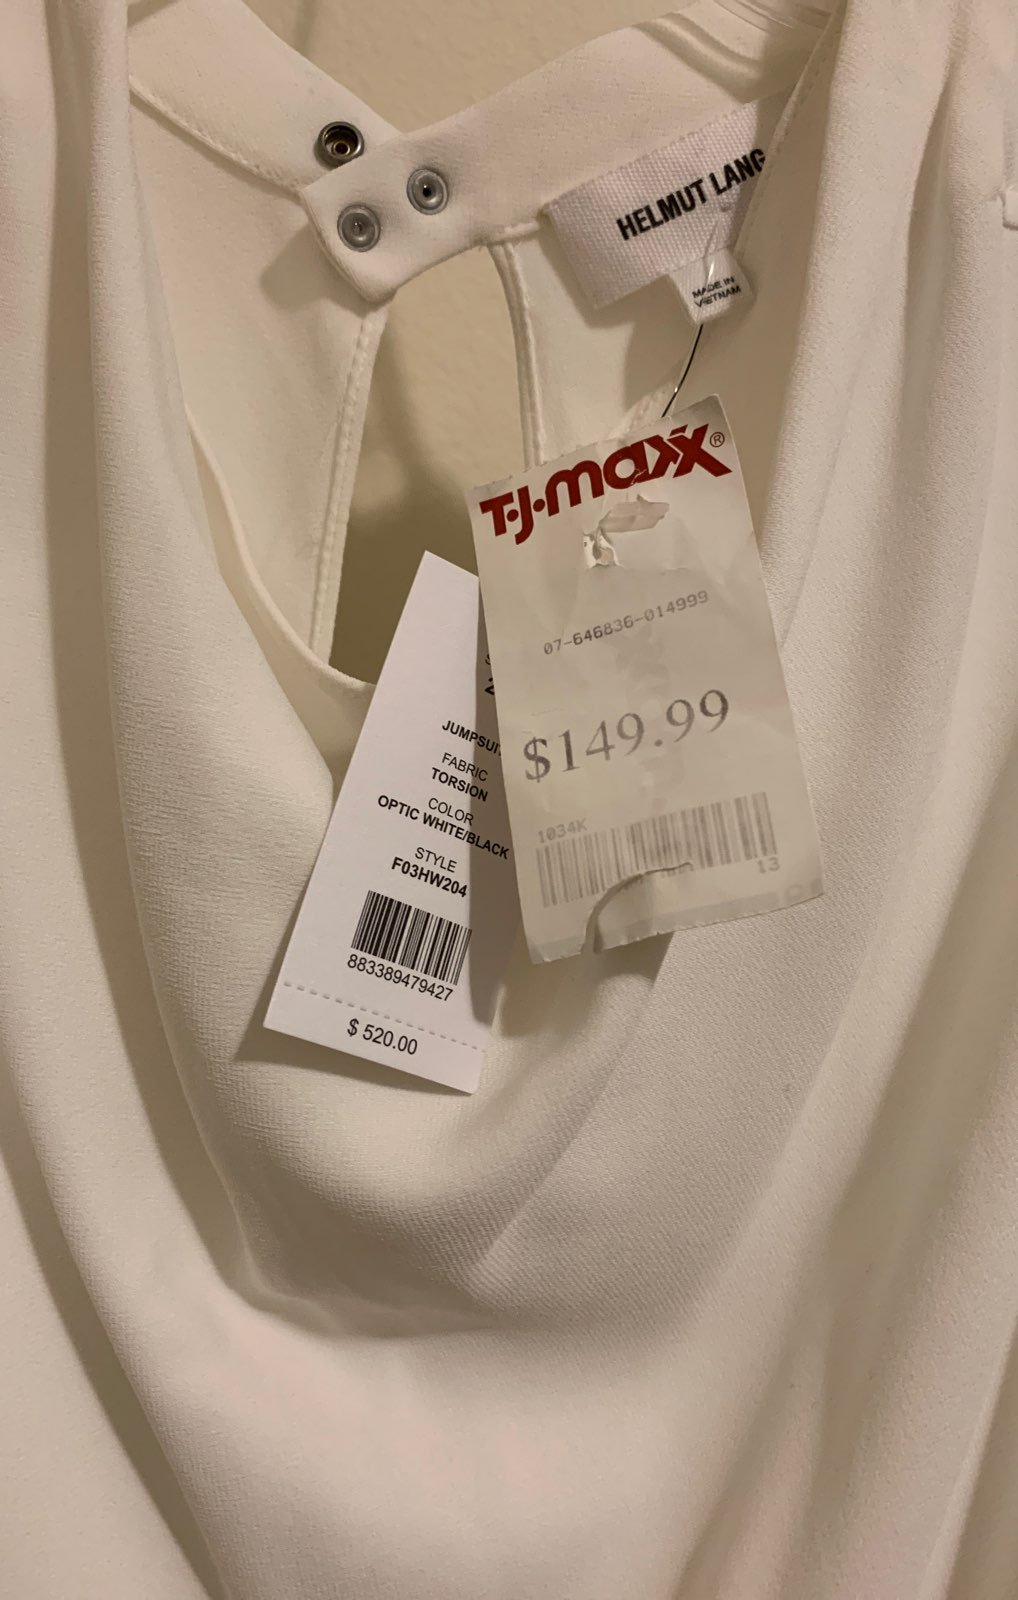 HELMUT LANG
MADE IN
VIETNAM
T·J·maxx®
07-646836-014999
$149.99
1034K
13
FABRIC
TORSION
COLOR
OPTIC WHITE/BLACK
STYLE
F03HW204
883389479427
$ 520.00